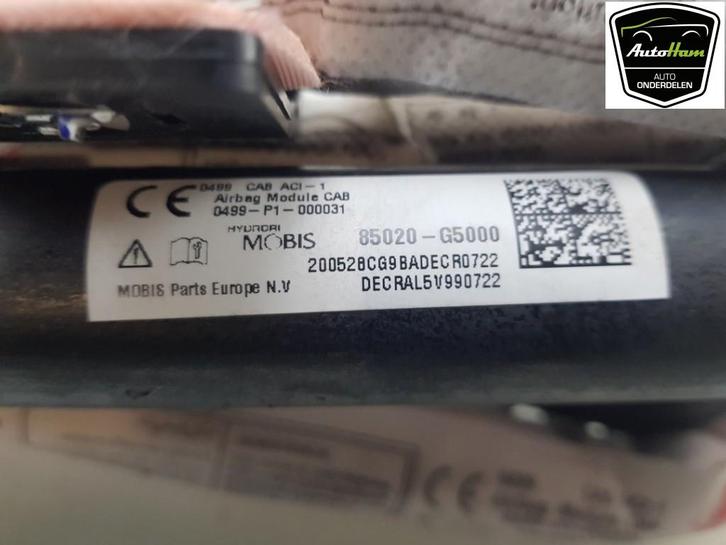 AutoHam
AUTO
ONDERDELEN
CE 0499 CAB ACI-1
Airbag Module CAB
0499-P1-000031
HYUNDAI
MOBIS 85020-G5000
200528CG9BADECR0722
MOBIS Parts Europe N.V DECRAL5V990722